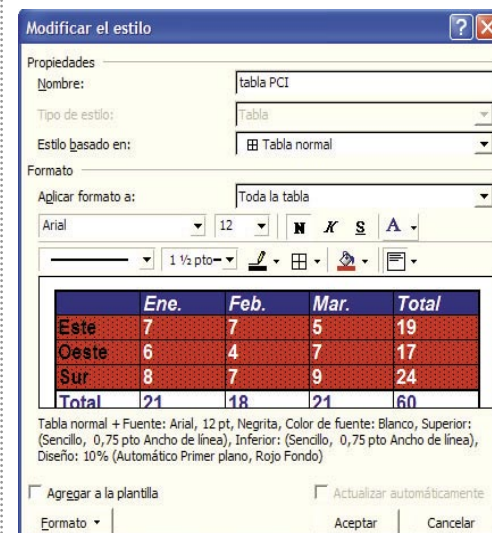 Modificar el estilo
Propiedades
Nombre: tabla PCI
Tipo de estilo: Tabla
Estilo basado en: Tabla normal
Formato
Aplicar formato a: Toda la tabla
Arial 12 N K S A
1 ½ pto
Ene. Feb. Mar. Total
Este 7 7 5 19
Oeste 6 4 7 17
Sur 8 7 9 24
Total 21 18 21 60
Tabla normal + Fuente: Arial, 12 pt, Negrita, Color de fuente: Blanco, Superior:
(Sencillo, 0,75 pto Ancho de línea), Inferior: (Sencillo, 0,75 pto Ancho de línea),
Diseño: 10% (Automático Primer plano, Rojo Fondo)
Agregar a la plantilla Actualizar automáticamente
Formato Aceptar Cancelar